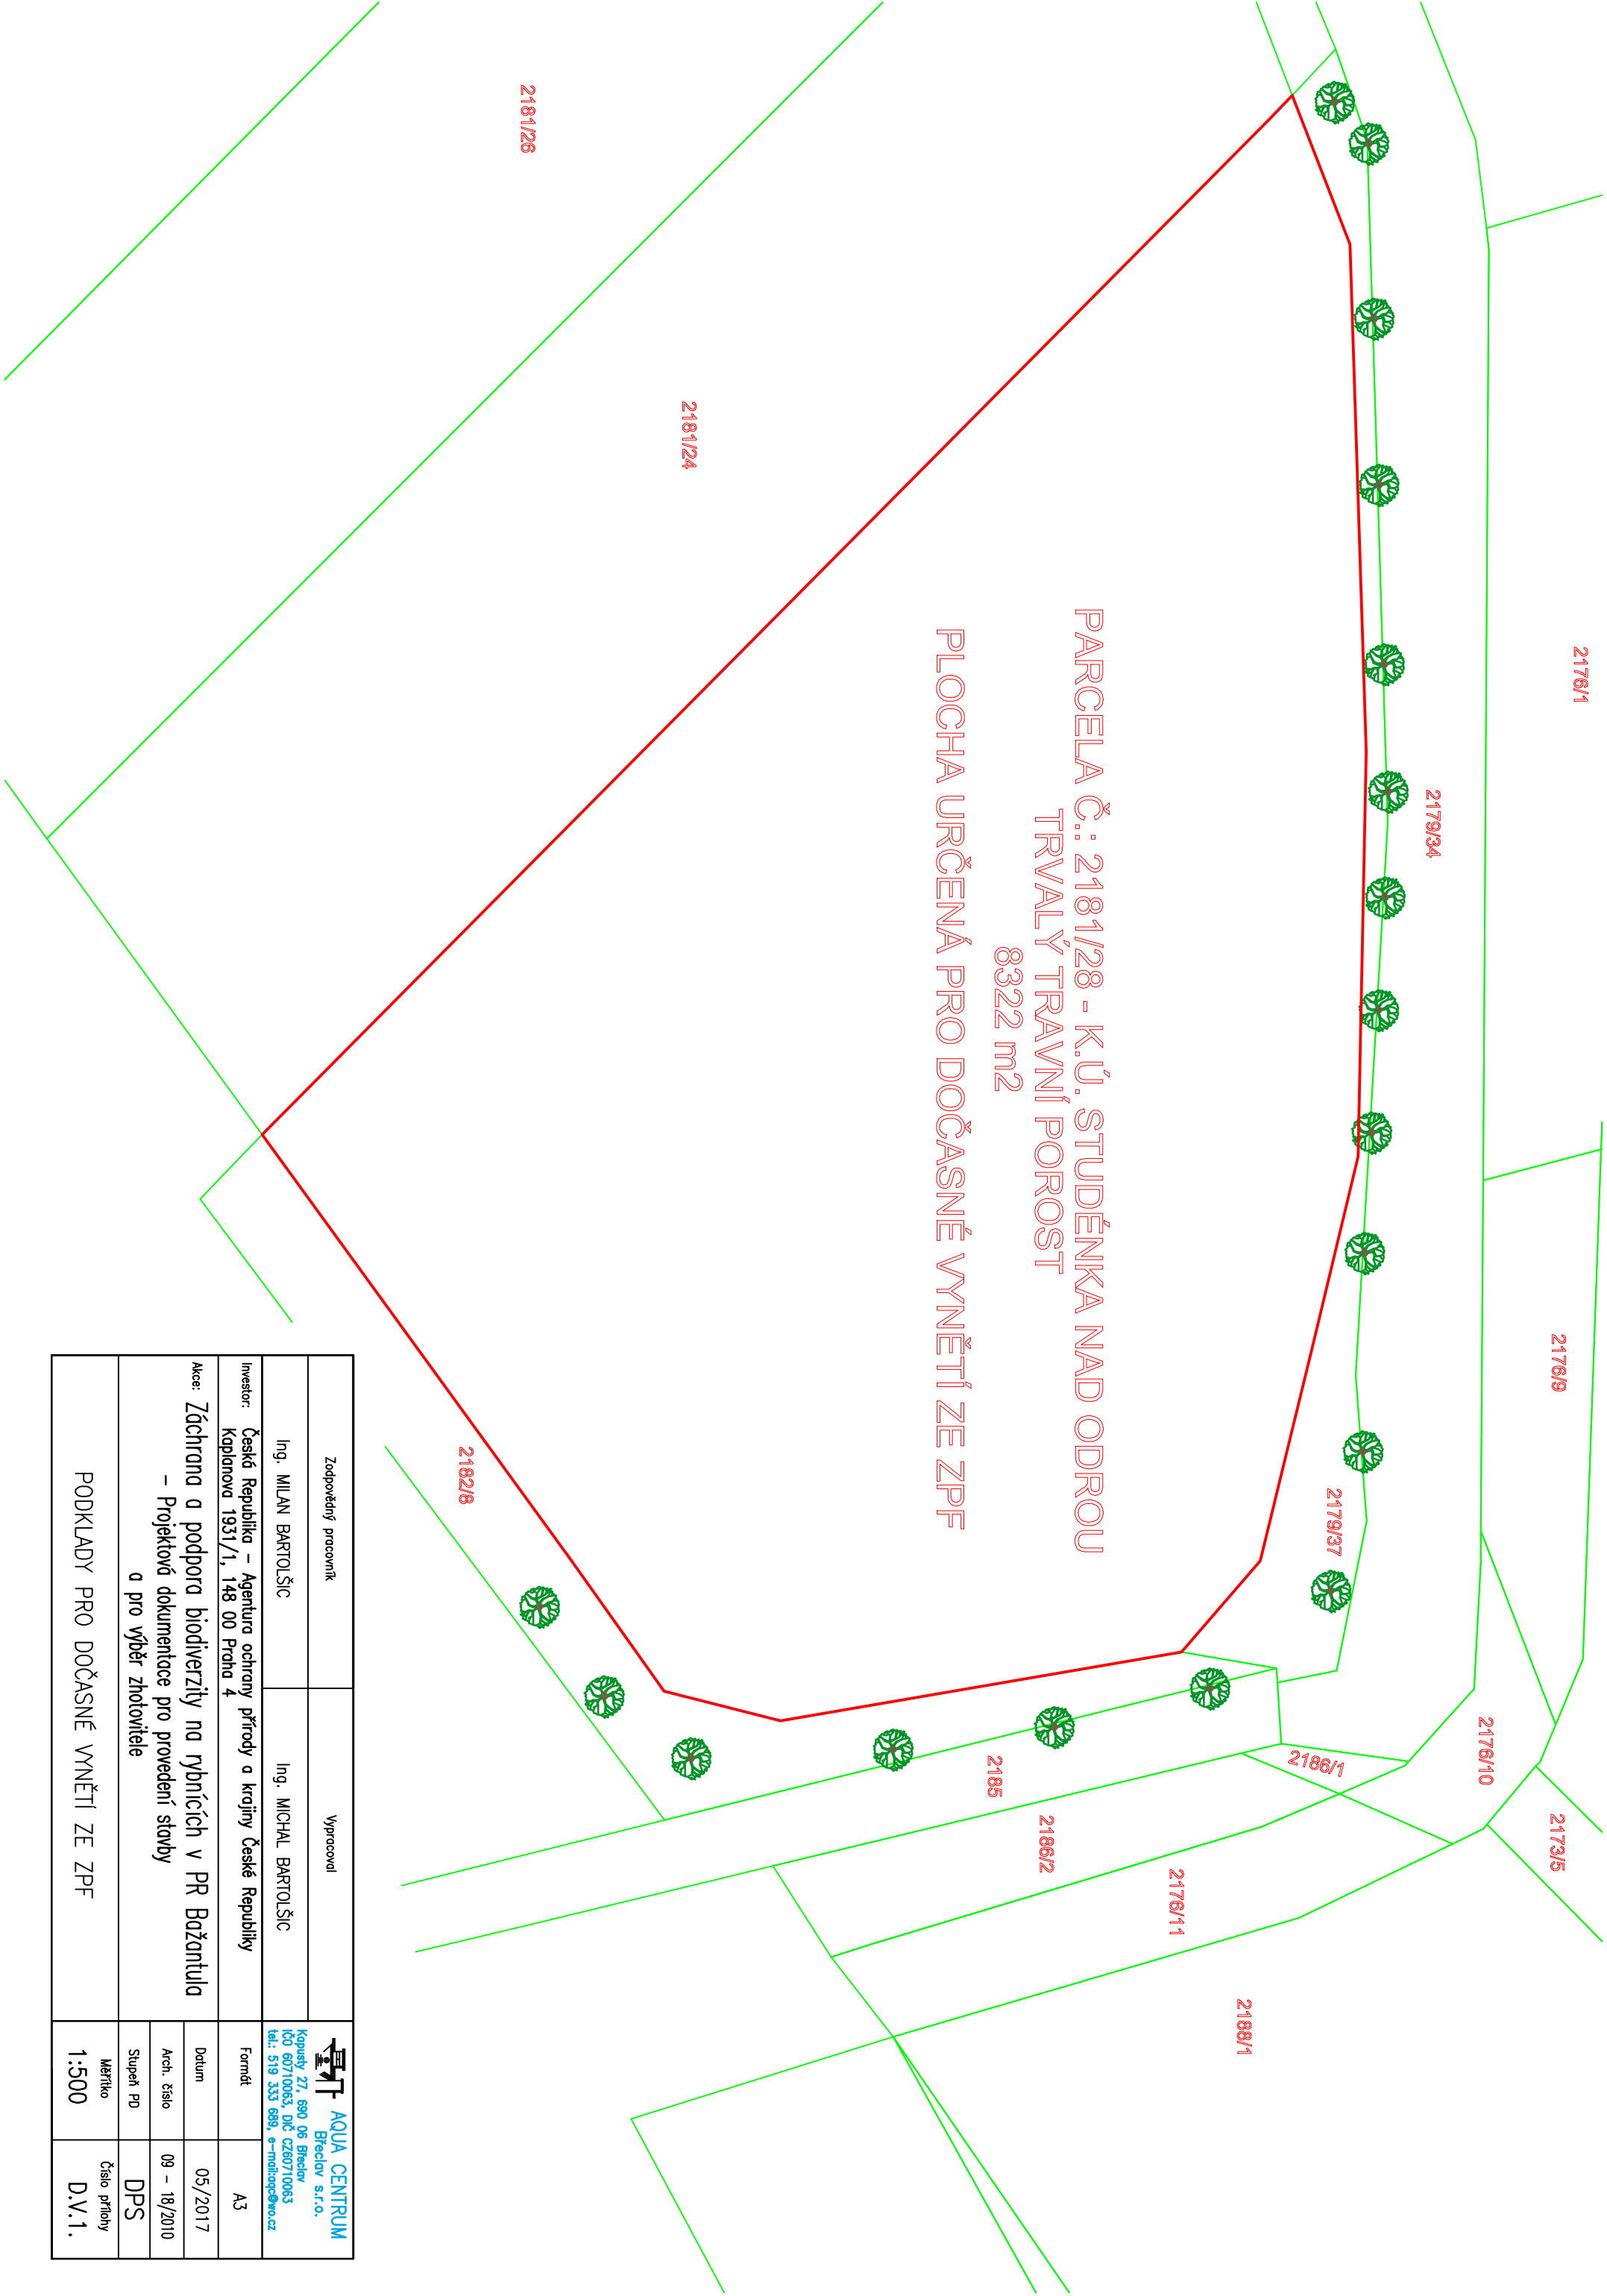 2176/1
2176/9
2173/5
2176/10
2179/34
2179/37
2186/1
2188/1
2176/11
2186/2
2185
PARCELA Č.: 2181/28 - K.Ú. STUDÉNKA NAD ODROU
TRVALÝ TRAVNÍ POROST
8322 m2
PLOCHA URČENÁ PRO DOČASNÉ VYNĚTÍ ZE ZPF
2181/24
2181/26
2182/8
Zodpovědný pracovník
Vypracoval
Ing. MILAN BARTOLŠIC
Ing. MICHAL BARTOLŠIC
AQUA CENTRUM
Břeclav s.r.o.
Kapusty 27, 690 06 Břeclav
IČO 60710063, DIČ CZ60710063
tel.: 519 333 689, e-mail:aqc@wo.cz
Investor: Česká Republika – Agentura ochrany přírody a krajiny České Republiky
Kaplanova 1931/1, 148 00 Praha 4
Formát A3
Akce: Záchrana a podpora biodiverzity na rybnících v PR Bažantula
– Projektová dokumentace pro provedení stavby
a pro výběr zhotovitele
Datum 05/2017
Arch. číslo 09 – 18/2010
Stupeň PD DPS
PODKLADY PRO DOČASNÉ VYNĚTÍ ZE ZPF
Měřítko
1:500
Číslo přílohy
D.V.1.